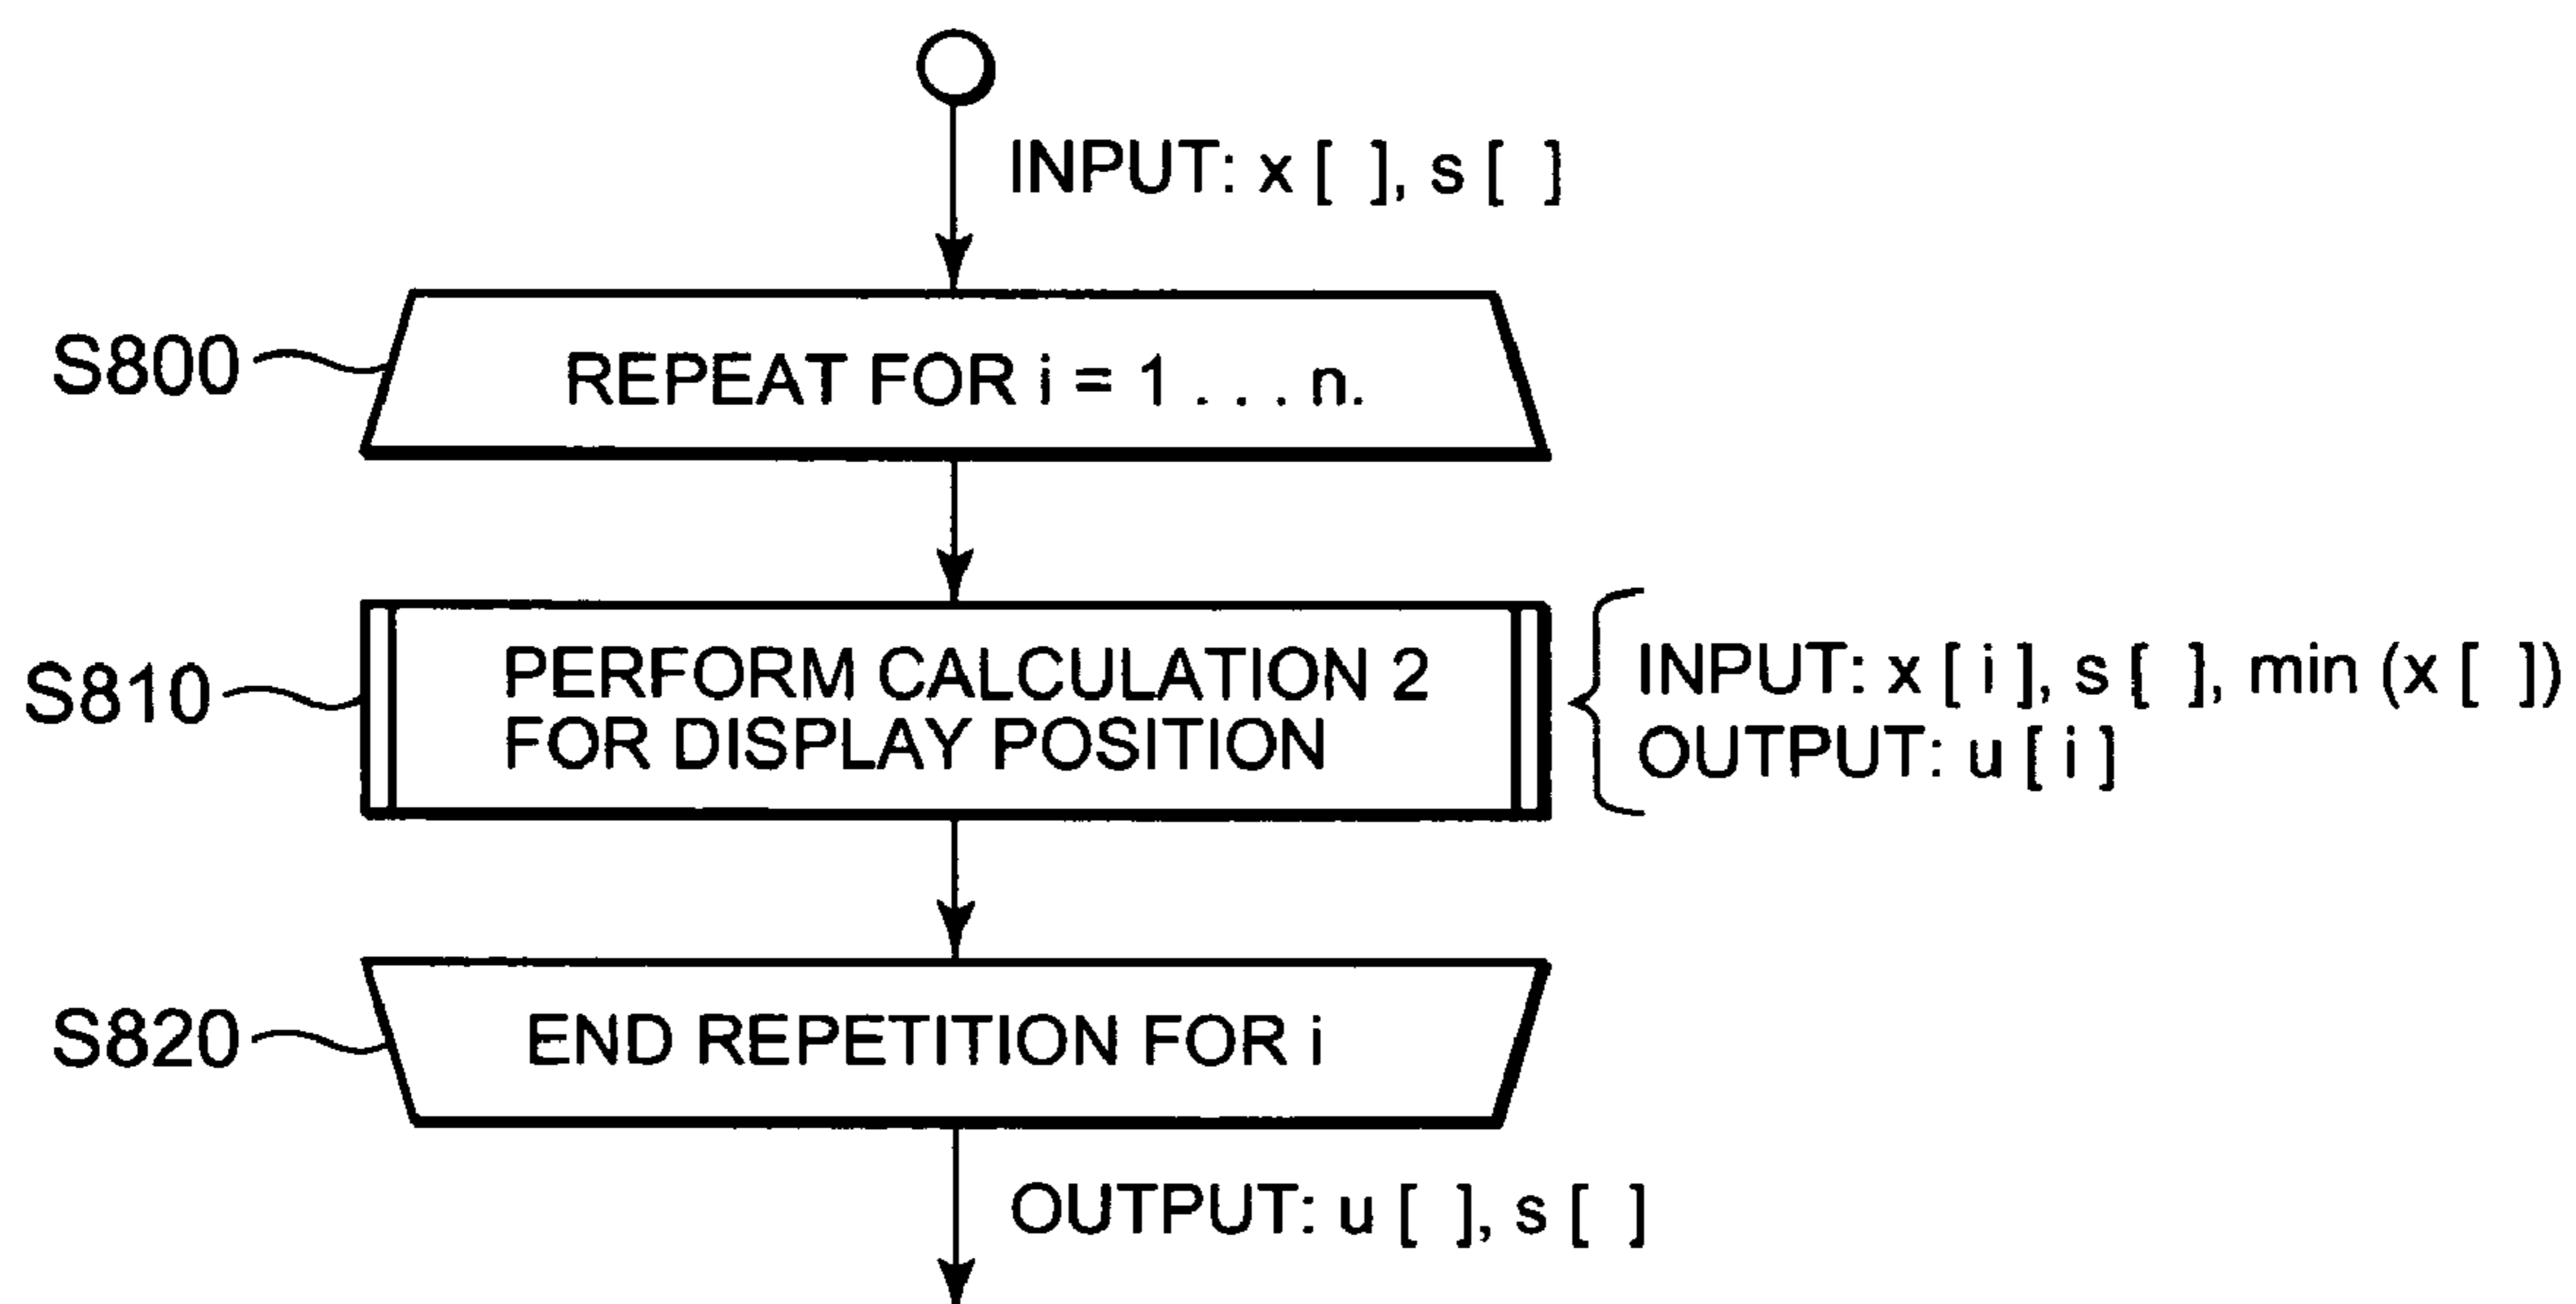 INPUT: x [ ], s [ ]
S800
REPEAT FOR i = 1 . . . n.
S810
PERFORM CALCULATION 2
FOR DISPLAY POSITION
INPUT: x [ i ], s [ ], min (x [ ])
OUTPUT: u [ i ]
S820
END REPETITION FOR i
OUTPUT: u [ ], s [ ]